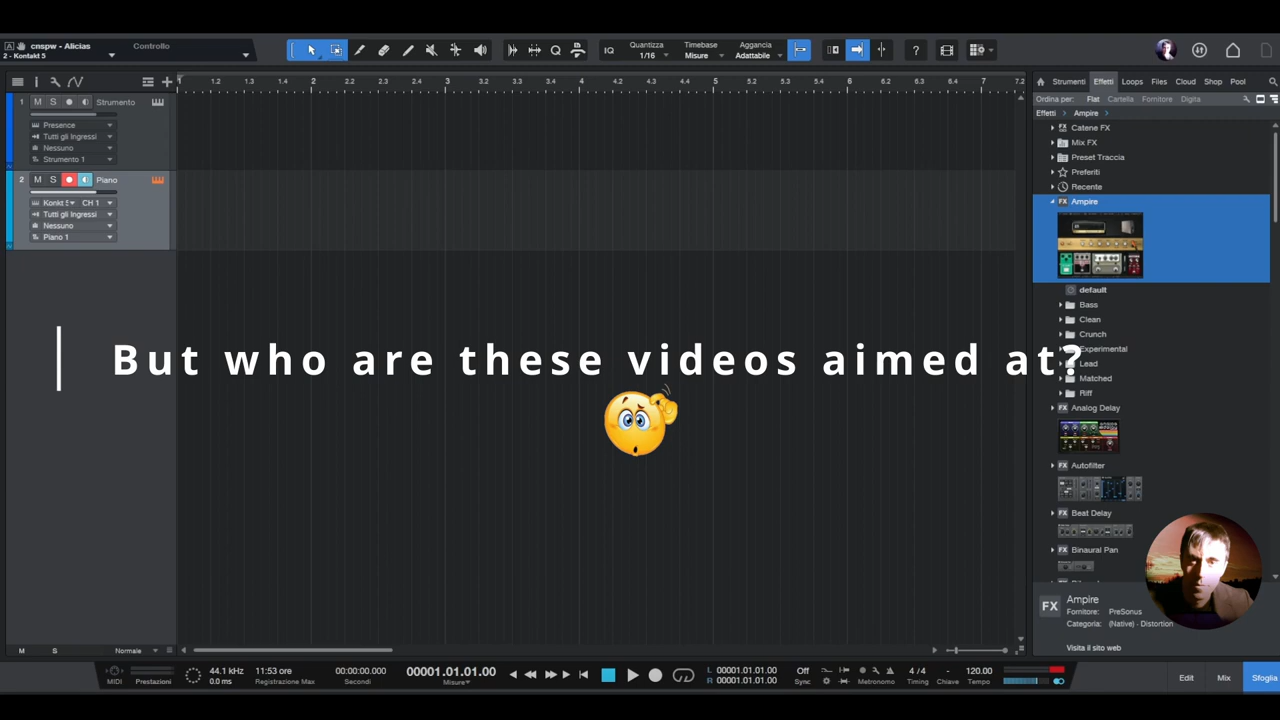 cnspw - Alicias
2 - Kontakt 5
Controllo
IQ
Quantizza
1/16
Timebase
Misure
Aggancia
Adattabile
?
1.2
1.3
1.4
2
2.2
2.3
2.4
3
3.2
3.3
3.4
4
4.2
4.3
4.4
5
5.2
5.3
5.4
6
6.2
6.3
6.4
7
7.2
1 M S Strumento
Presence
Tutti gli Ingressi
Nessuno
Strumento 1
2 M S Piano
Konkt 5 CH 1
Tutti gli Ingressi
Nessuno
Piano 1
But who are these videos aimed at?
Strumenti Effetti Loops Files Cloud Shop Pool
Ordina per: Flat Cartella Fornitore Digita
Effetti Ampire
FX Catene FX
Mix FX
Preset Traccia
Preferiti
Recente
FX Ampire
default
Bass
Clean
Crunch
Experimental
Lead
Matched
Riff
Analog Delay
FX Autofilter
FX Beat Delay
FX Binaural Pan
FX
Ampire
Fornitore: PreSonus
Categoria: (Native) - Distortion
Visita il sito web
M S Normale
MIDI
Prestazioni
44.1 kHz
0.0 ms
11:53 ore
Registrazione Max
00:00:00.000
Secondi
00001.01.01.00
Misure
L 00001.01.01.00
R 00001.01.01.00
Off
Sync
Metronomo
4 / 4
Timing
-
Chiave
120.00
Tempo
Edit Mix Sfoglia